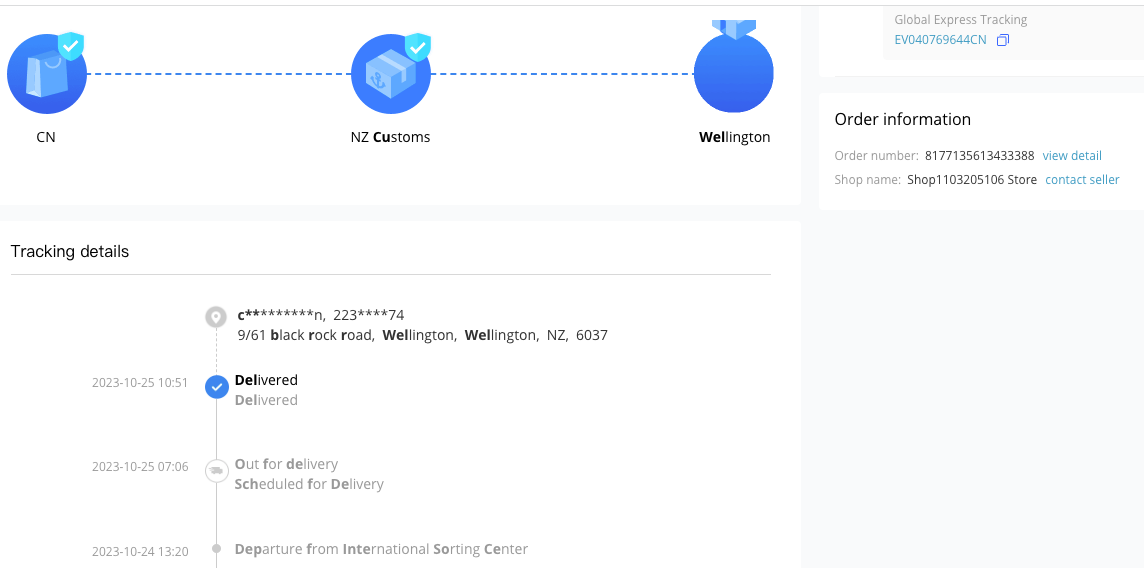 CN
NZ Customs
Wellington
Global Express Tracking
EV040769644CN
Order information
Order number: 8177135613433388 view detail
Shop name: Shop1103205106 Store contact seller
Tracking details
c**********n, 223****74
9/61 black rock road, Wellington, Wellington, NZ, 6037
2023-10-25 10:51
Delivered
Delivered
2023-10-25 07:06
Out for delivery
Scheduled for Delivery
2023-10-24 13:20
Departure from International Sorting Center